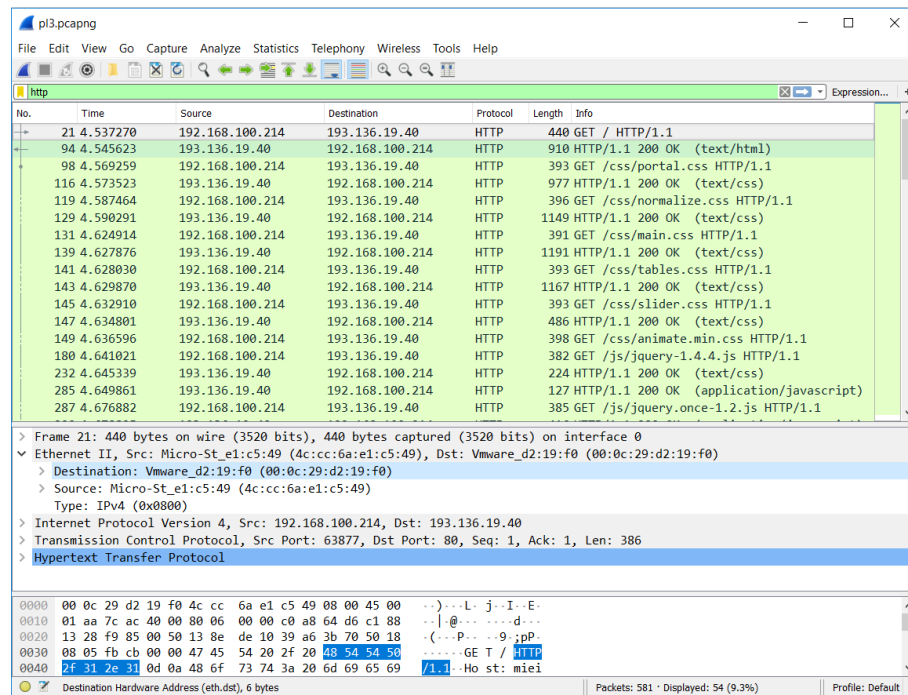 pl3.pcapng
File Edit View Go Capture Analyze Statistics Telephony Wireless Tools Help
http Expression... +
No. Time Source Destination Protocol Length Info
21 4.537270 192.168.100.214 193.136.19.40 HTTP 440 GET / HTTP/1.1
94 4.545623 193.136.19.40 192.168.100.214 HTTP 910 HTTP/1.1 200 OK (text/html)
98 4.569259 192.168.100.214 193.136.19.40 HTTP 393 GET /css/portal.css HTTP/1.1
116 4.573523 193.136.19.40 192.168.100.214 HTTP 977 HTTP/1.1 200 OK (text/css)
119 4.587464 192.168.100.214 193.136.19.40 HTTP 396 GET /css/normalize.css HTTP/1.1
129 4.590291 193.136.19.40 192.168.100.214 HTTP 1149 HTTP/1.1 200 OK (text/css)
131 4.624914 192.168.100.214 193.136.19.40 HTTP 391 GET /css/main.css HTTP/1.1
139 4.627876 193.136.19.40 192.168.100.214 HTTP 1191 HTTP/1.1 200 OK (text/css)
141 4.628030 192.168.100.214 193.136.19.40 HTTP 393 GET /css/tables.css HTTP/1.1
143 4.629870 193.136.19.40 192.168.100.214 HTTP 1167 HTTP/1.1 200 OK (text/css)
145 4.632910 192.168.100.214 193.136.19.40 HTTP 393 GET /css/slider.css HTTP/1.1
147 4.634801 193.136.19.40 192.168.100.214 HTTP 486 HTTP/1.1 200 OK (text/css)
149 4.636596 192.168.100.214 193.136.19.40 HTTP 398 GET /css/animate.min.css HTTP/1.1
180 4.641021 192.168.100.214 193.136.19.40 HTTP 382 GET /js/jquery-1.4.4.js HTTP/1.1
232 4.645339 193.136.19.40 192.168.100.214 HTTP 224 HTTP/1.1 200 OK (text/css)
285 4.649861 193.136.19.40 192.168.100.214 HTTP 127 HTTP/1.1 200 OK (application/javascript)
287 4.676882 192.168.100.214 193.136.19.40 HTTP 385 GET /js/jquery.once-1.2.js HTTP/1.1
Frame 21: 440 bytes on wire (3520 bits), 440 bytes captured (3520 bits) on interface 0
Ethernet II, Src: Micro-St_e1:c5:49 (4c:cc:6a:e1:c5:49), Dst: Vmware_d2:19:f0 (00:0c:29:d2:19:f0)
Destination: Vmware_d2:19:f0 (00:0c:29:d2:19:f0)
Source: Micro-St_e1:c5:49 (4c:cc:6a:e1:c5:49)
Type: IPv4 (0x0800)
Internet Protocol Version 4, Src: 192.168.100.214, Dst: 193.136.19.40
Transmission Control Protocol, Src Port: 63877, Dst Port: 80, Seq: 1, Ack: 1, Len: 386
Hypertext Transfer Protocol
0000 00 0c 29 d2 19 f0 4c cc 6a e1 c5 49 08 00 45 00 ··)···L· j··I··E·
0010 01 aa 7c ac 40 00 80 06 00 00 c0 a8 64 d6 c1 88 ··|·@··· ····d···
0020 13 28 f9 85 00 50 13 8e de 10 39 a6 3b 70 50 18 ·(···P·· ··9·;pP·
0030 08 05 fb cb 00 00 47 45 54 20 2f 20 48 54 54 50 ······GE T / HTTP
0040 2f 31 2e 31 0d 0a 48 6f 73 74 3a 20 6d 69 65 69 /1.1··Ho st: miei
Destination Hardware Address (eth.dst), 6 bytes Packets: 581 · Displayed: 54 (9.3%) Profile: Default